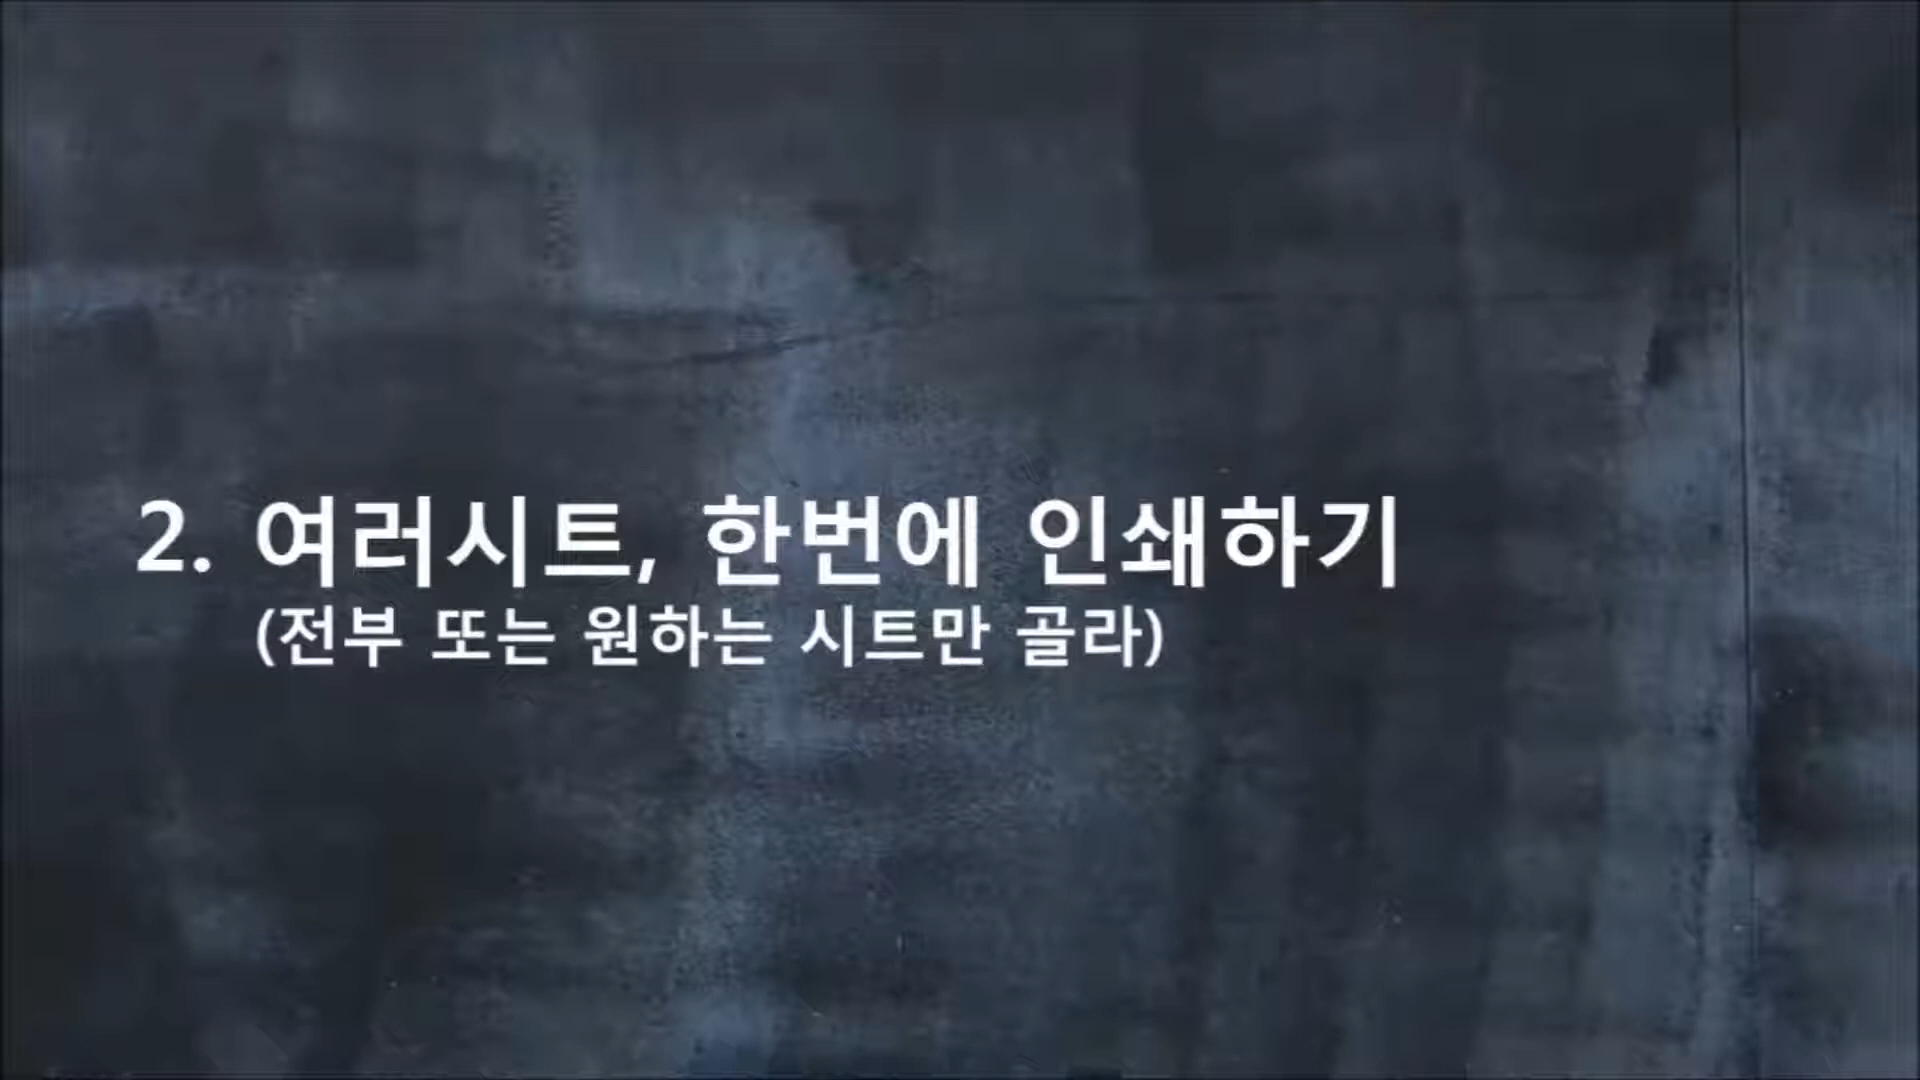 2. 여러시트, 한번에 인쇄하기
(전부 또는 원하는 시트만 골라)